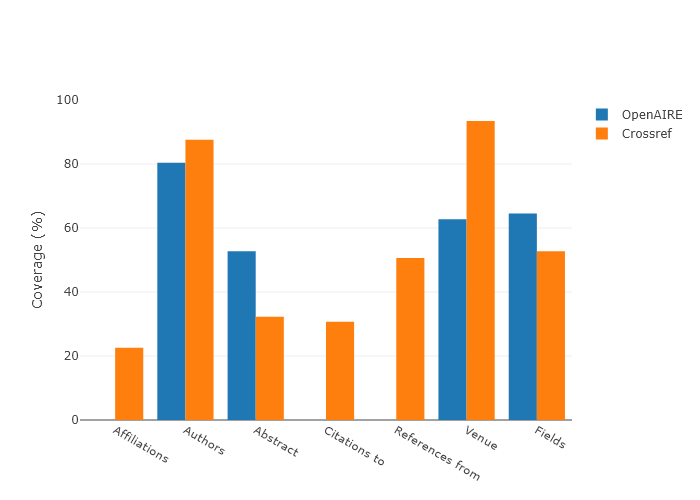 100
80
60
40
20
0
Coverage (%)
Affiliations
Authors
Abstract
Citations to
References from
Venue
Fields
OpenAIRE
Crossref